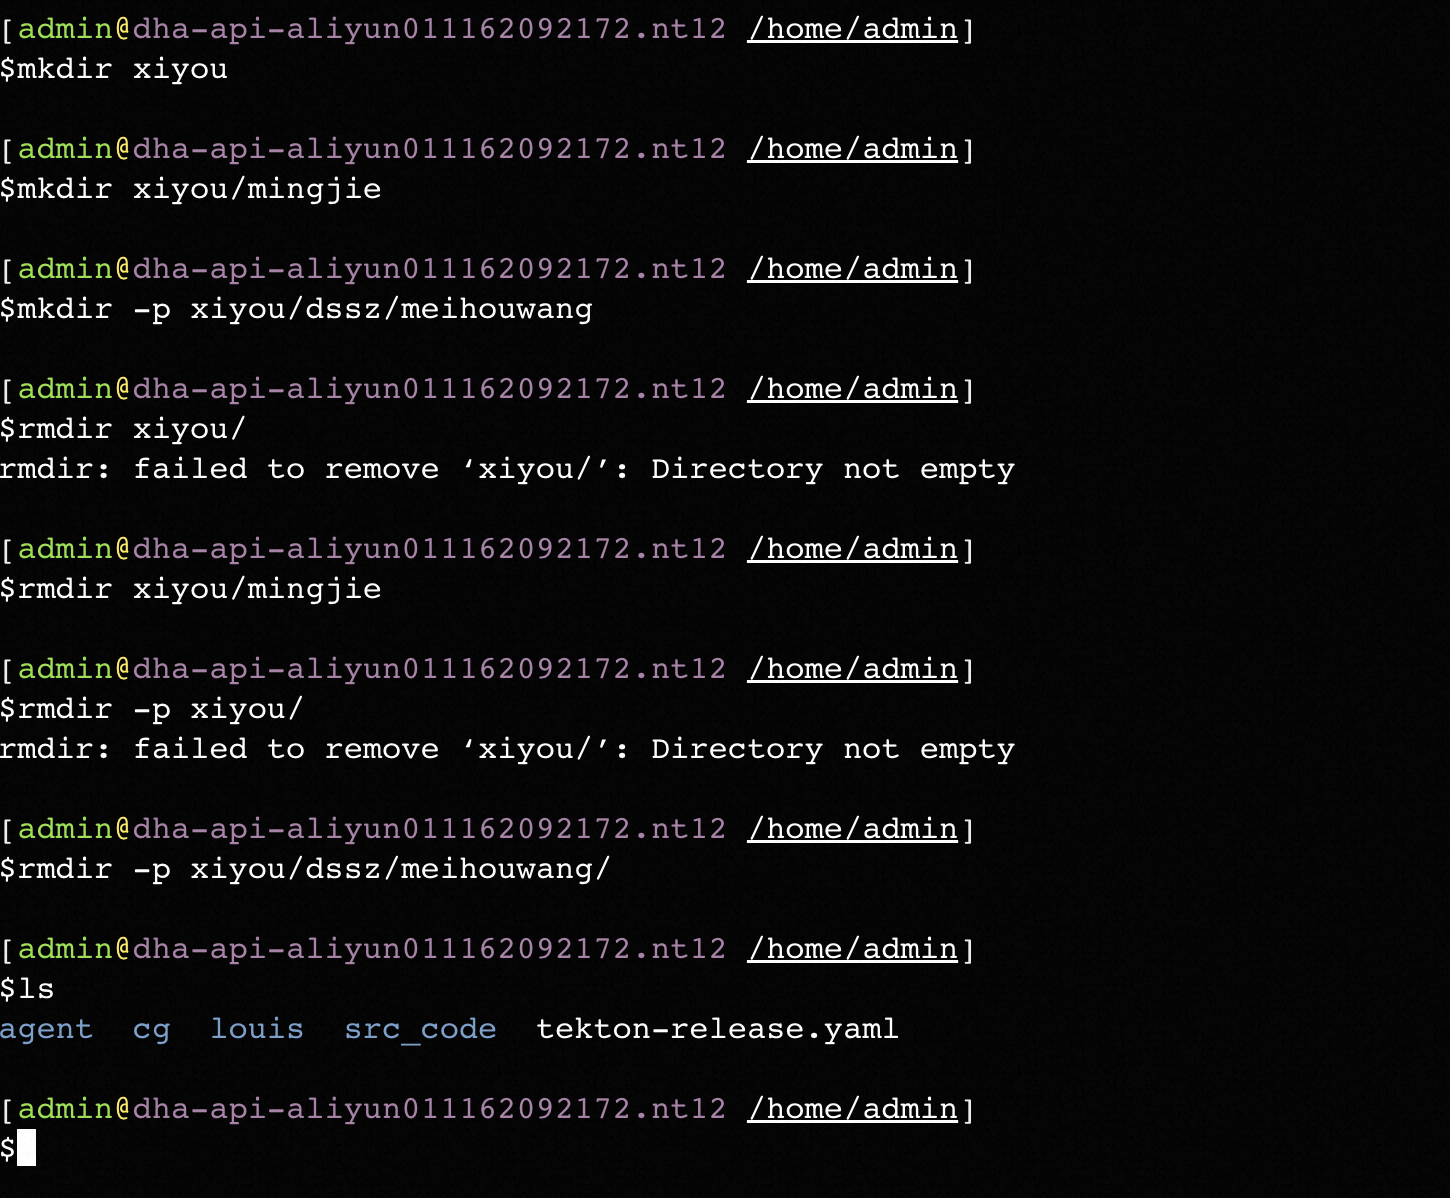 [admin@dha-api-aliyun011162092172.nt12 /home/admin]
$mkdir xiyou
[admin@dha-api-aliyun011162092172.nt12 /home/admin]
$mkdir xiyou/mingjie
[admin@dha-api-aliyun011162092172.nt12 /home/admin]
$mkdir -p xiyou/dssz/meihouwang
[admin@dha-api-aliyun011162092172.nt12 /home/admin]
$rmdir xiyou/
rmdir: failed to remove ‘xiyou/’: Directory not empty
[admin@dha-api-aliyun011162092172.nt12 /home/admin]
$rmdir xiyou/mingjie
[admin@dha-api-aliyun011162092172.nt12 /home/admin]
$rmdir -p xiyou/
rmdir: failed to remove ‘xiyou/’: Directory not empty
[admin@dha-api-aliyun011162092172.nt12 /home/admin]
$rmdir -p xiyou/dssz/meihouwang/
[admin@dha-api-aliyun011162092172.nt12 /home/admin]
$ls
agent  cg  louis  src_code  tekton-release.yaml
[admin@dha-api-aliyun011162092172.nt12 /home/admin]
$